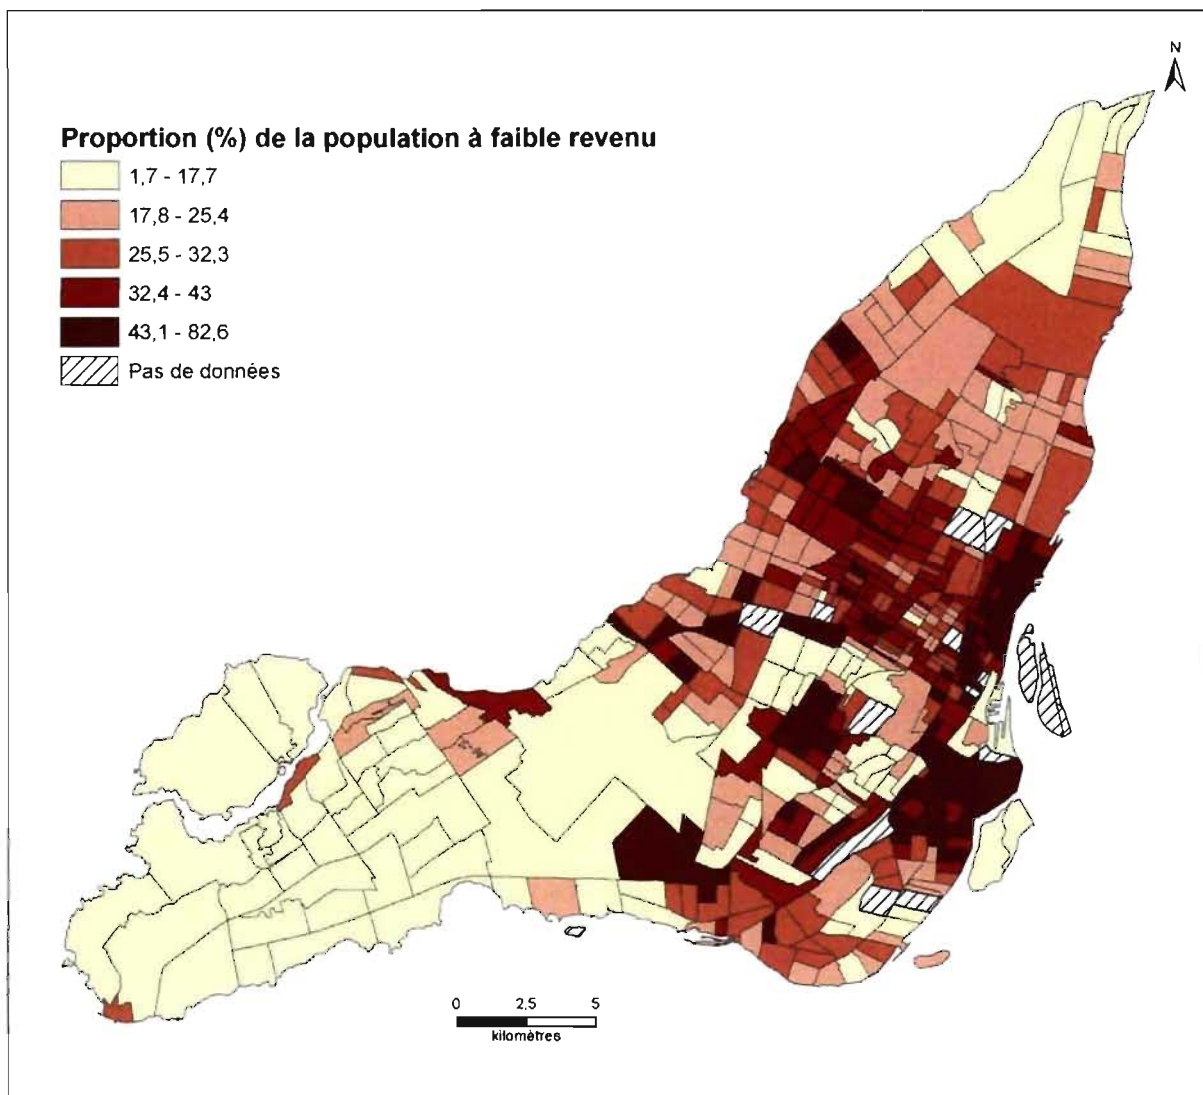 N
Proportion (%) de la population à faible revenu
1,7 - 17,7
17,8 - 25,4
25,5 - 32,3
32,4 - 43
43,1 - 82,6
Pas de données
0 2,5 5
kilomètres